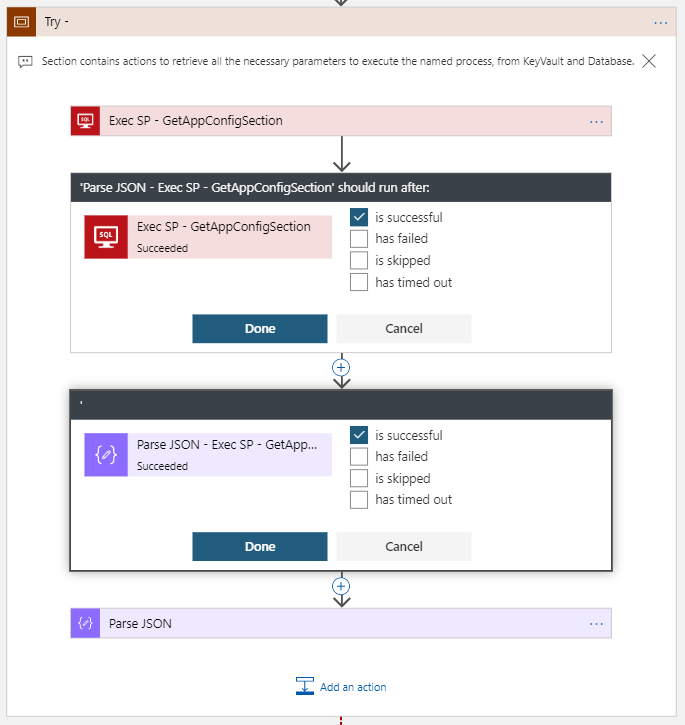 Try -
Section contains actions to retrieve all the necessary parameters to execute the named process, from KeyVault and Database.
SQL
Exec SP - GetAppConfigSection
'Parse JSON - Exec SP - GetAppConfigSection' should run after:
SQL
Exec SP - GetAppConfigSection
Succeeded
is successful
has failed
is skipped
has timed out
Done
Cancel
'
Parse JSON - Exec SP - GetApp...
Succeeded
is successful
has failed
is skipped
has timed out
Done
Cancel
Parse JSON
Add an action